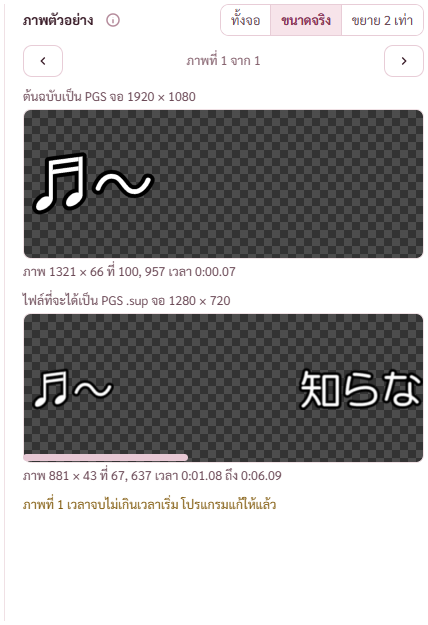 ภาพตัวอย่าง
ทั้งจอ ขนาดจริง ขยาย 2 เท่า
ภาพที่ 1 จาก 1
ต้นฉบับเป็น PGS จอ 1920 × 1080
♫～
ภาพ 1321 × 66 ที่ 100, 957 เวลา 0:00.07
ไฟล์ที่จะได้เป็น PGS .sup จอ 1280 × 720
♫～ 知らな
ภาพ 881 × 43 ที่ 67, 637 เวลา 0:01.08 ถึง 0:06.09
ภาพที่ 1 เวลาจบไม่เกินเวลาเริ่ม โปรแกรมแก้ให้แล้ว